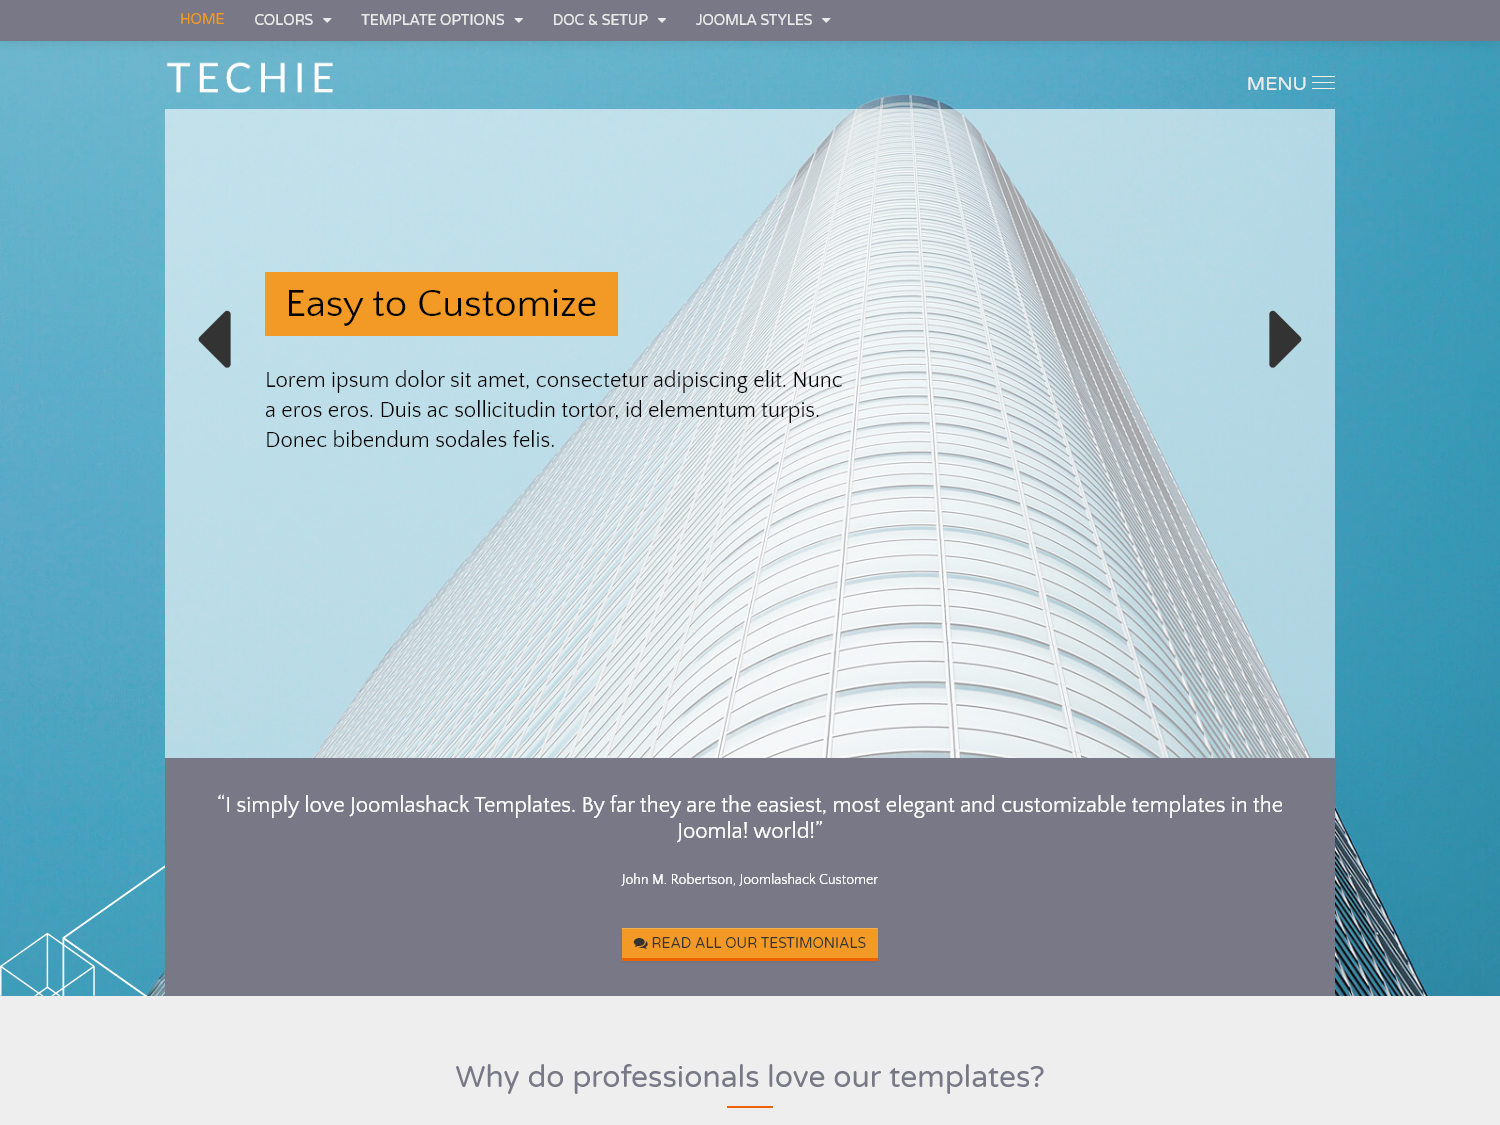 HOME COLORS TEMPLATE OPTIONS DOC & SETUP JOOMLA STYLES
TECHIE
MENU
Easy to Customize
Lorem ipsum dolor sit amet, consectetur adipiscing elit. Nunc
a eros eros. Duis ac sollicitudin tortor, id elementum turpis.
Donec bibendum sodales felis.
“I simply love Joomlashack Templates. By far they are the easiest, most elegant and customizable templates in the
Joomla! world!”
John M. Robertson, Joomlashack Customer
READ ALL OUR TESTIMONIALS
Why do professionals love our templates?